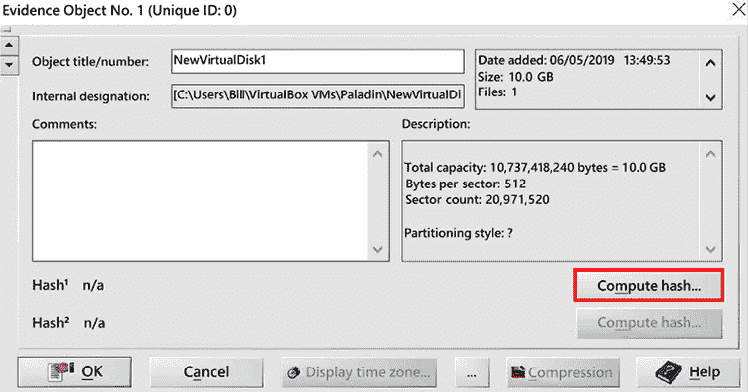 Evidence Object No. 1 (Unique ID: 0)
Object title/number: NewVirtualDisk1
Internal designation: [C:\Users\Bill\VirtualBox VMs\Paladin\NewVirtualDi
Date added: 06/05/2019 13:49:53
Size: 10.0 GB
Files: 1
Comments:
Description:
Total capacity: 10,737,418,240 bytes = 10.0 GB
Bytes per sector: 512
Sector count: 20,971,520
Partitioning style: ?
Hash¹ n/a
Compute hash...
Hash² n/a
Compute hash...
OK
Cancel
Display time zone...
...
Compression
Help